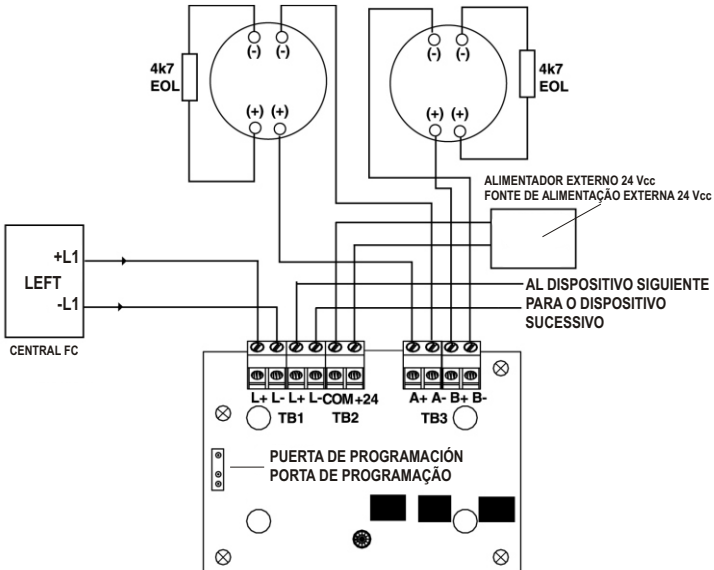 (-) (-)
4k7
EOL
(+) (+)
(-) (-)
4k7
EOL
(+) (+)
ALIMENTADOR EXTERNO 24 Vcc
FONTE DE ALIMENTAÇÃO EXTERNA 24 Vcc
+L1
LEFT
-L1
CENTRAL FC
AL DISPOSITIVO SIGUIENTE
PARA O DISPOSITIVO
SUCESSIVO
L+ L- L+ L- COM +24
A+ A- B+ B-
TB1
TB2
TB3
PUERTA DE PROGRAMACIÓN
PORTA DE PROGRAMAÇÃO